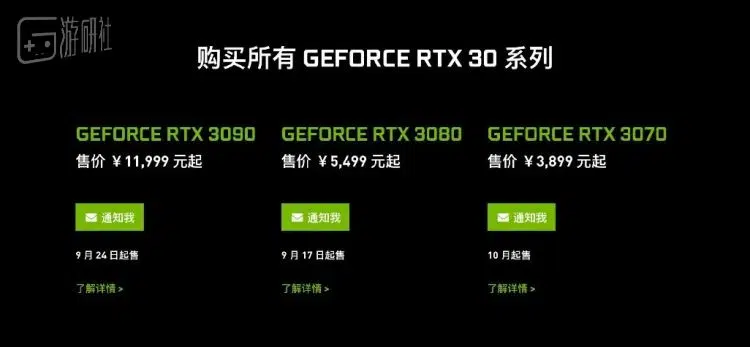 游研社
购买所有 GEFORCE RTX 30 系列
GEFORCE RTX 3090
售价 ￥11,999 元起
通知我
9 月 24 日起售
了解详情 >
GEFORCE RTX 3080
售价 ￥5,499 元起
通知我
9 月 17 日起售
了解详情 >
GEFORCE RTX 3070
售价 ￥3,899 元起
通知我
10 月起售
了解详情 >